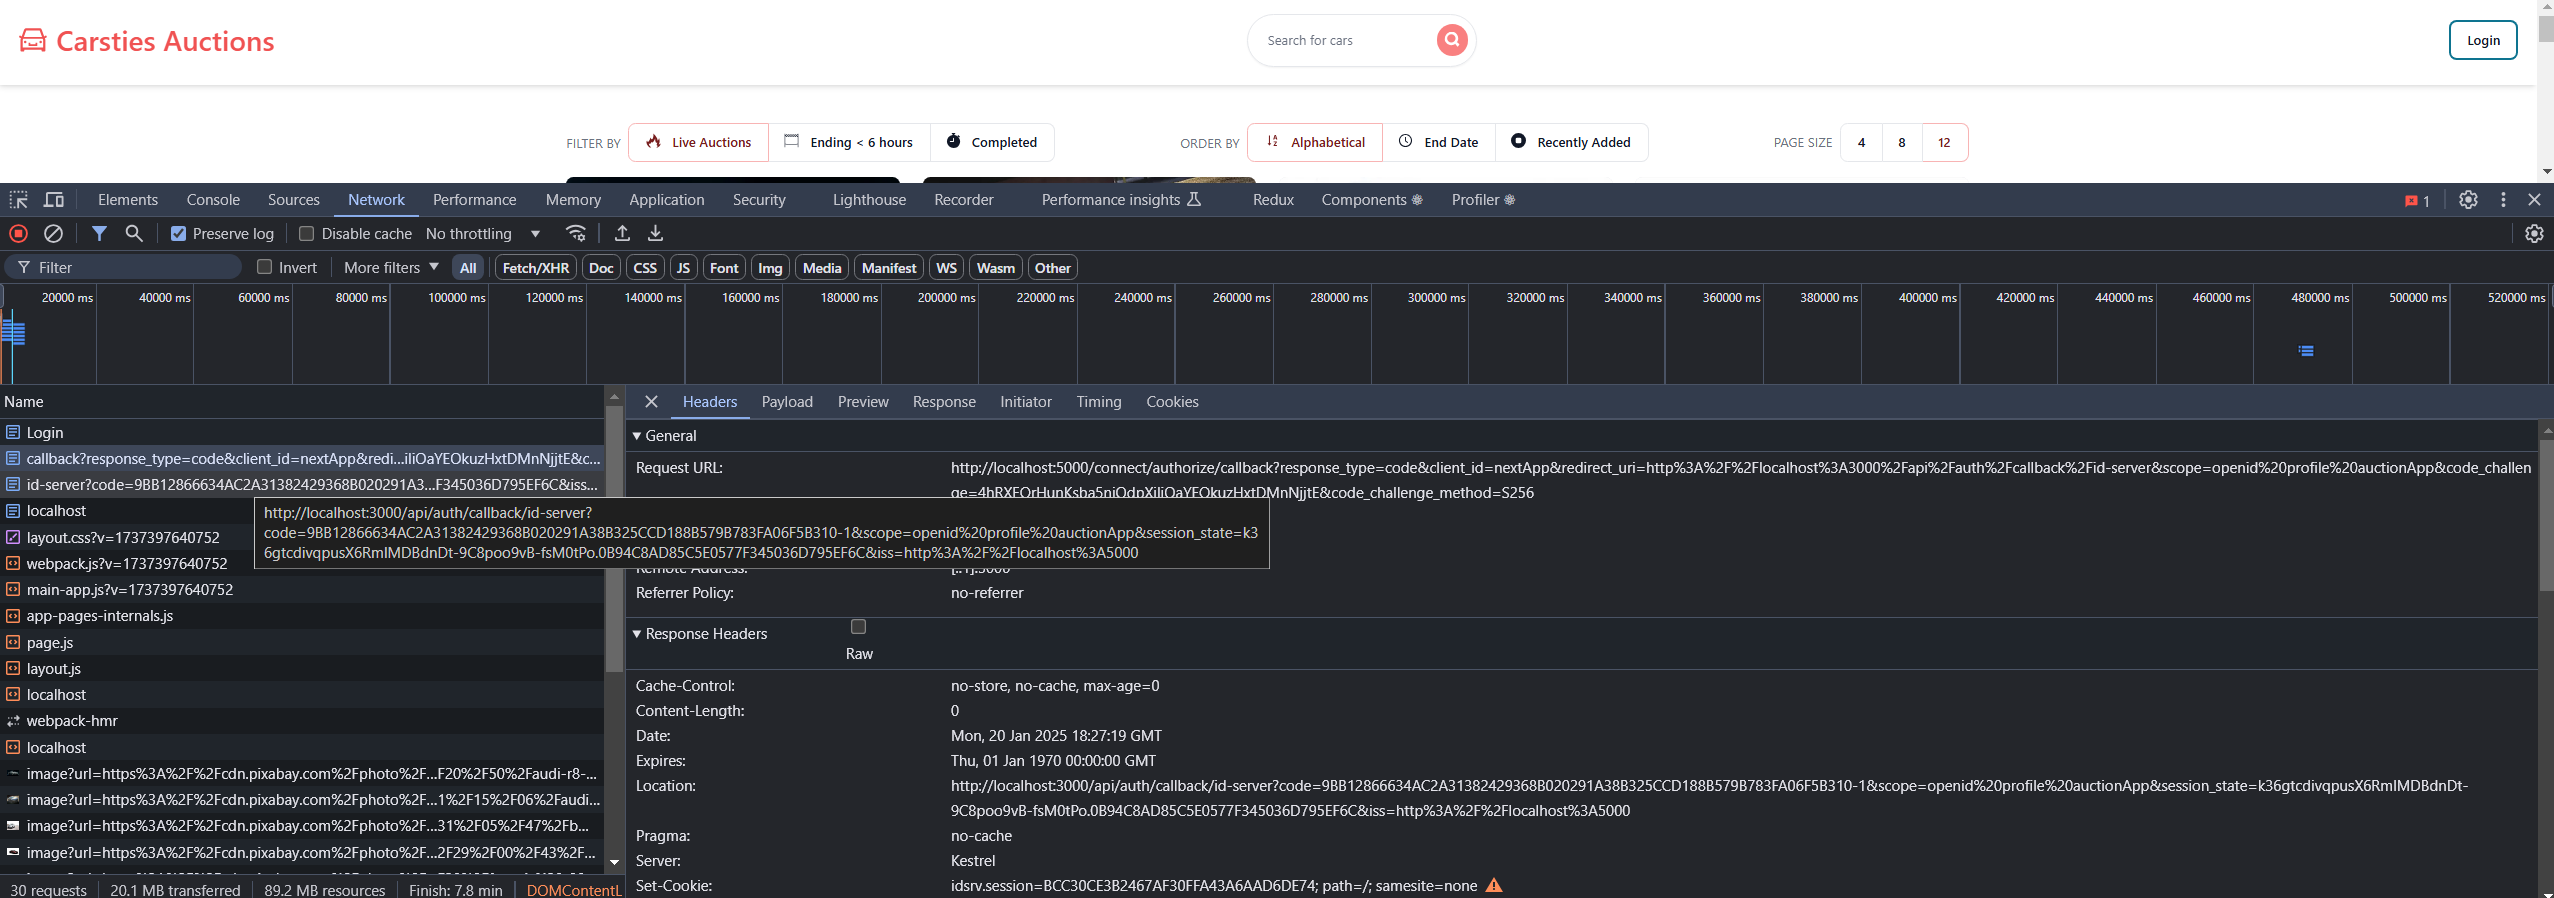 Carsties Auctions
Search for cars
Login
FILTER BY Live Auctions Ending < 6 hours Completed ORDER BY Alphabetical End Date Recently Added PAGE SIZE 4 8 12
Elements Console Sources Network Performance Memory Application Security Lighthouse Recorder Performance insights Redux Components Profiler 1
Preserve log Disable cache No throttling
Filter Invert More filters All Fetch/XHR Doc CSS JS Font Img Media Manifest WS Wasm Other
20000 ms 40000 ms 60000 ms 80000 ms 100000 ms 120000 ms 140000 ms 160000 ms 180000 ms 200000 ms 220000 ms 240000 ms 260000 ms 280000 ms 300000 ms 320000 ms 340000 ms 360000 ms 380000 ms 400000 ms 420000 ms 440000 ms 460000 ms 480000 ms 500000 ms 520000 ms
Name
Login
callback?response_type=code&client_id=nextApp&redi...iIiOaYEOkuzHxtDMnNjjtE&c...
id-server?code=9BB12866634AC2A31382429368B020291A3...F345036D795EF6C&iss...
localhost
layout.css?v=1737397640752
webpack.js?v=1737397640752
main-app.js?v=1737397640752
app-pages-internals.js
page.js
layout.js
localhost
webpack-hmr
localhost
image?url=https%3A%2F%2Fcdn.pixabay.com%2Fphoto%2F...F20%2F50%2Faudi-r8-...
image?url=https%3A%2F%2Fcdn.pixabay.com%2Fphoto%2F...1%2F15%2F06%2Faudi...
image?url=https%3A%2F%2Fcdn.pixabay.com%2Fphoto%2F...31%2F05%2F47%2Fb...
image?url=https%3A%2F%2Fcdn.pixabay.com%2Fphoto%2F...2F29%2F00%2F43%2F...
30 requests 20.1 MB transferred 89.2 MB resources Finish: 7.8 min DOMContentL
http://localhost:3000/api/auth/callback/id-server?
code=9BB12866634AC2A31382429368B020291A38B325CCD188B579B783FA06F5B310-1&scope=openid%20profile%20auctionApp&session_state=k3
6gtcdivqpusX6RmIMDBdnDt-9C8poo9vB-fsM0tPo.0B94C8AD85C5E0577F345036D795EF6C&iss=http%3A%2F%2Flocalhost%3A5000
Headers Payload Preview Response Initiator Timing Cookies
General
Request URL: http://localhost:5000/connect/authorize/callback?response_type=code&client_id=nextApp&redirect_uri=http%3A%2F%2Flocalhost%3A3000%2Fapi%2Fauth%2Fcallback%2Fid-server&scope=openid%20profile%20auctionApp&code_challen
ge=4hRXFOrHunKsba5niOdpXiIiOaYEOkuzHxtDMnNjjtE&code_challenge_method=S256
Remote Address: [::1]:5000
Referrer Policy: no-referrer
Response Headers
Raw
Cache-Control: no-store, no-cache, max-age=0
Content-Length: 0
Date: Mon, 20 Jan 2025 18:27:19 GMT
Expires: Thu, 01 Jan 1970 00:00:00 GMT
Location: http://localhost:3000/api/auth/callback/id-server?code=9BB12866634AC2A31382429368B020291A38B325CCD188B579B783FA06F5B310-1&scope=openid%20profile%20auctionApp&session_state=k36gtcdivqpusX6RmIMDBdnDt-
9C8poo9vB-fsM0tPo.0B94C8AD85C5E0577F345036D795EF6C&iss=http%3A%2F%2Flocalhost%3A5000
Pragma: no-cache
Server: Kestrel
Set-Cookie: idsrv.session=BCC30CE3B2467AF30FFA43A6AAD6DE74; path=/; samesite=none